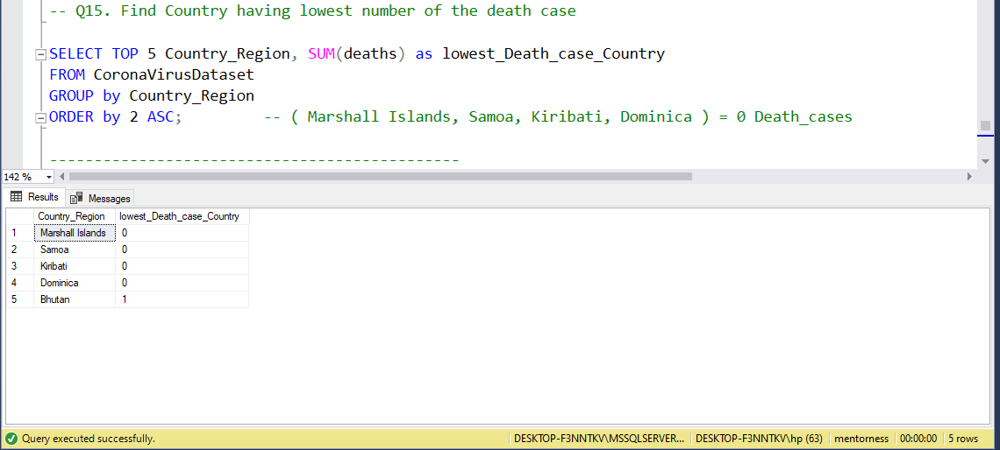 -- Q15. Find Country having lowest number of the death case
SELECT TOP 5 Country_Region, SUM(deaths) as lowest_Death_case_Country
FROM CoronaVirusDataset
GROUP by Country_Region
ORDER by 2 ASC; -- ( Marshall Islands, Samoa, Kiribati, Dominica ) = 0 Death_cases
----------------------------------------------
142 %
Results Messages
Country_Region lowest_Death_case_Country
1 Marshall Islands 0
2 Samoa 0
3 Kiribati 0
4 Dominica 0
5 Bhutan 1
Query executed successfully. DESKTOP-F3NNTKV\MSSQLSERVER... DESKTOP-F3NNTKV\hp (63) mentorness 00:00:00 5 rows